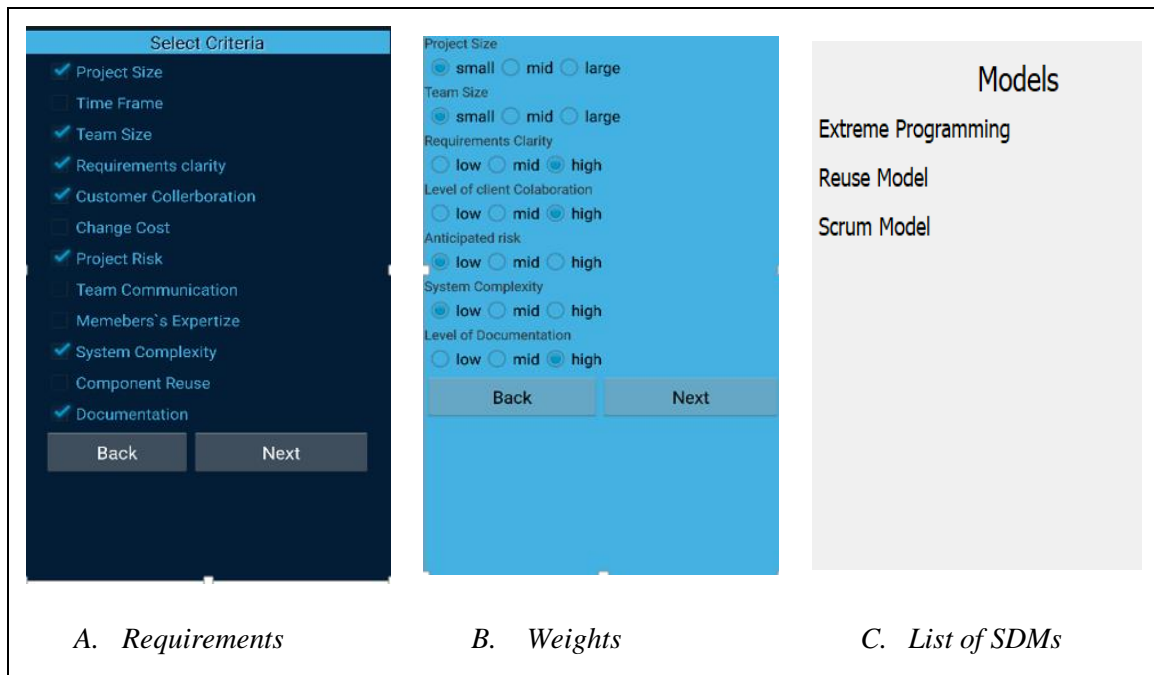 Select Criteria
Project Size
Time Frame
Team Size
Requirements clarity
Customer Collerboration
Change Cost
Project Risk
Team Communication
Memebers`s Expertize
System Complexity
Component Reuse
Documentation
Back Next
Project Size
small mid large
Team Size
small mid large
Requirements Clarity
low mid high
Level of client Colaboration
low mid high
Anticipated risk
low mid high
System Complexity
low mid high
Level of Documentation
low mid high
Back Next
Models
Extreme Programming
Reuse Model
Scrum Model
A. Requirements B. Weights C. List of SDMs